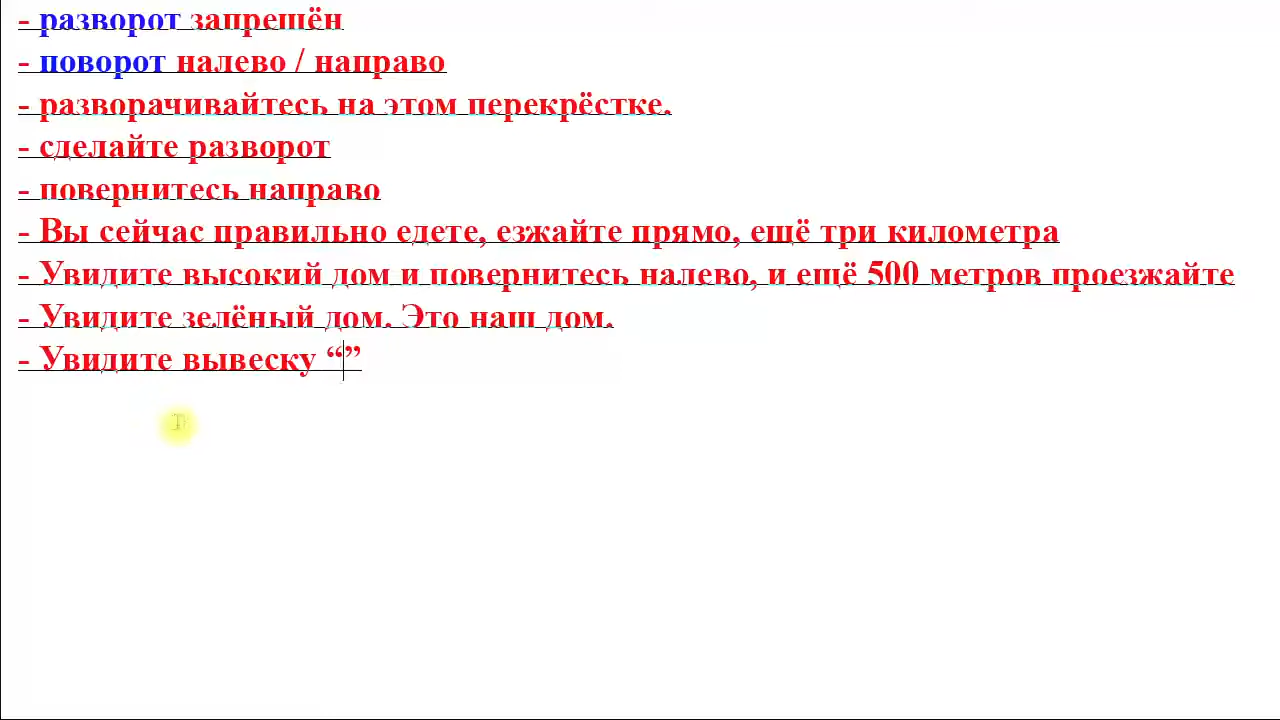 - разворот запрещён
- поворот налево / направо
- разворачивайтесь на этом перекрёстке.
- сделайте разворот
- повернитесь направо
- Вы сейчас правильно едете, езжайте прямо, ещё три километра
- Увидите высокий дом и повернитесь налево, и ещё 500 метров проезжайте
- Увидите зелёный дом. Это наш дом.
- Увидите вывеску “”